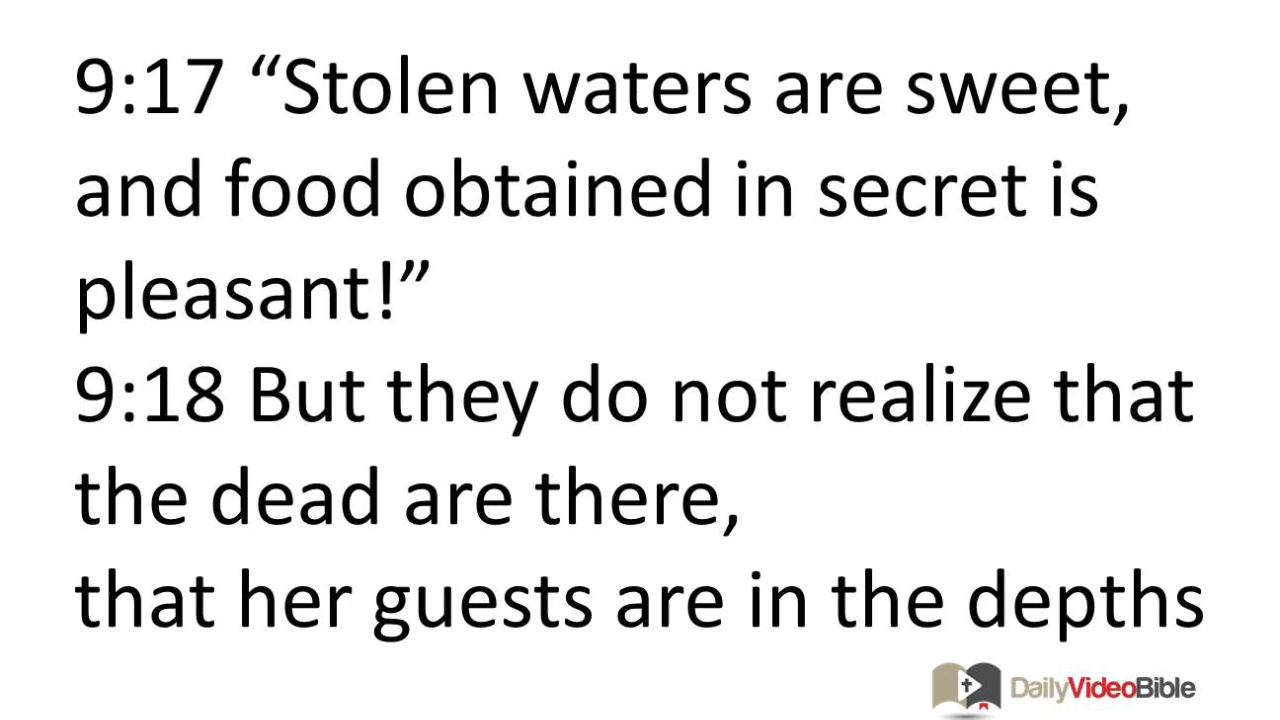 9:17 “Stolen waters are sweet,
and food obtained in secret is
pleasant!”
9:18 But they do not realize that
the dead are there,
that her guests are in the depths
DailyVideoBible